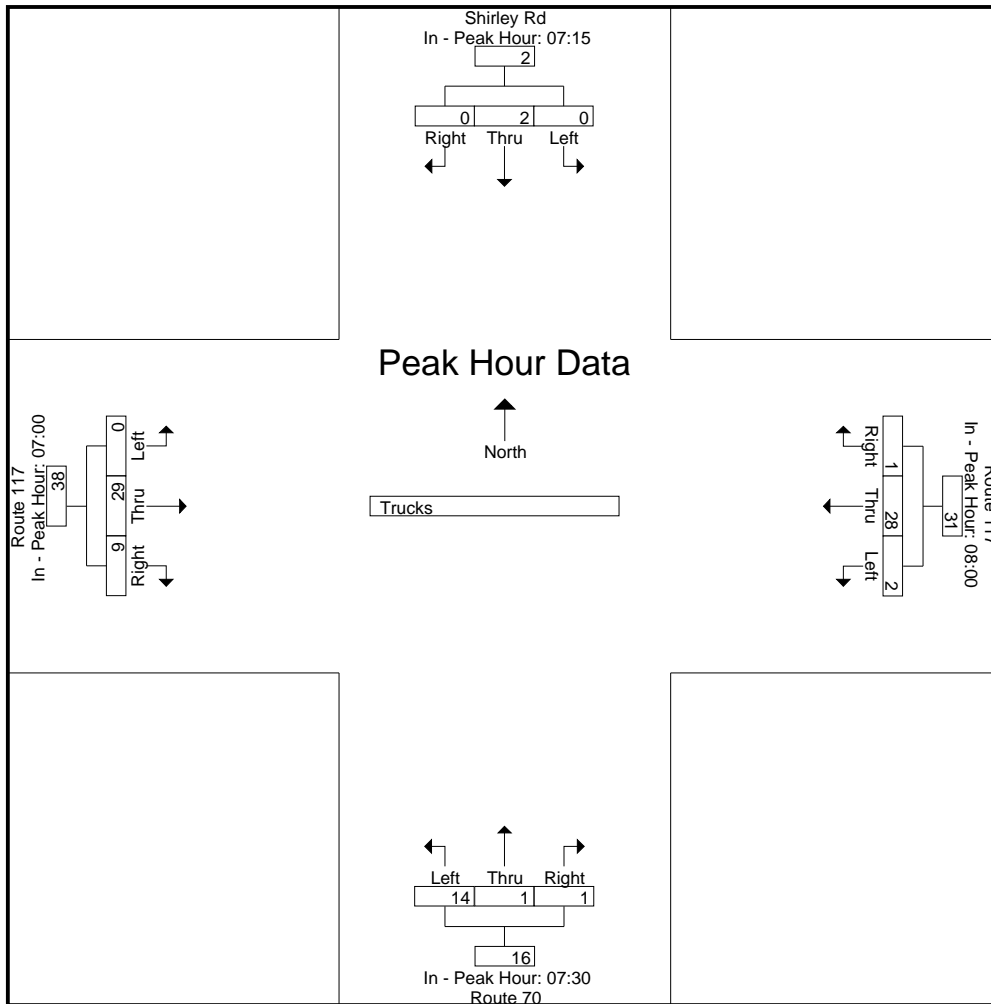 Shirley Rd
In - Peak Hour: 07:15
2
0 2 0
Right Thru Left
Peak Hour Data
North
Trucks
Route 117
In - Peak Hour: 07:00
38
0 29 9
Left Thru Right
Route 117
In - Peak Hour: 08:00
31
1 28 2
Right Thru Left
Left Thru Right
14 1 1
16
In - Peak Hour: 07:30
Route 70